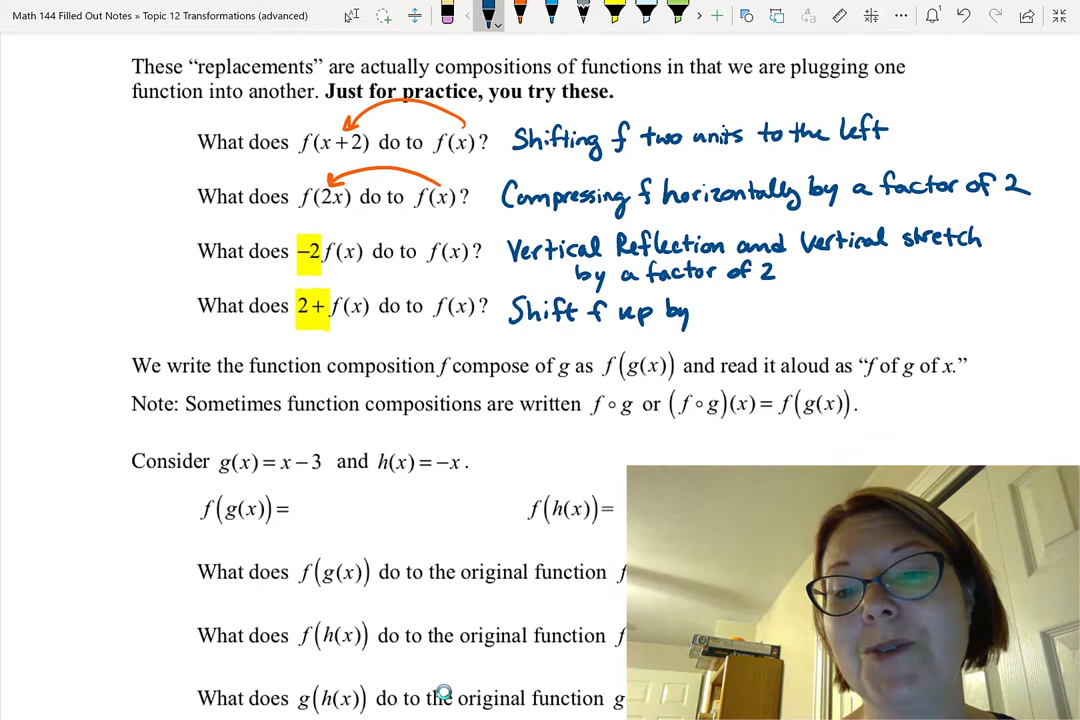 Math 144 Filled Out Notes » Topic 12 Transformations (advanced)
These “replacements” are actually compositions of functions in that we are plugging one
function into another. Just for practice, you try these.
What does f(x+2) do to f(x)? Shifting f two units to the left
What does f(2x) do to f(x)? Compressing f horizontally by a factor of 2
What does –2f(x) do to f(x)? Vertical Reflection and Vertical stretch
by a factor of 2
What does 2+f(x) do to f(x)? Shift f up by
We write the function composition f compose of g as f(g(x)) and read it aloud as “f of g of x.”
Note: Sometimes function compositions are written f∘g or (f∘g)(x)= f(g(x)).
Consider g(x)=x−3 and h(x)=−x.
f(g(x))= f(h(x))=
What does f(g(x)) do to the original function f
What does f(h(x)) do to the original function f
What does g(h(x)) do to the original function g